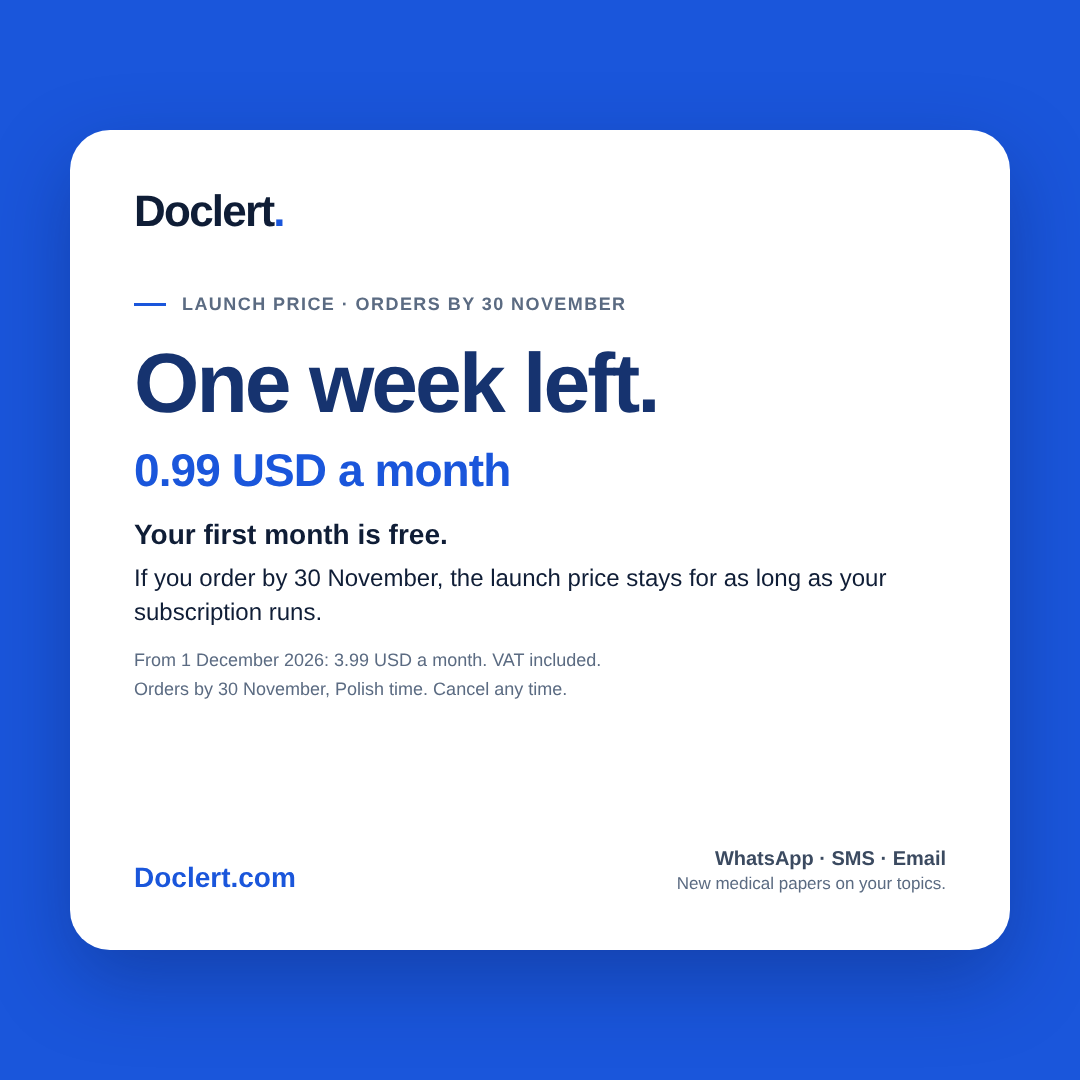 Doclert.
LAUNCH PRICE · ORDERS BY 30 NOVEMBER
One week left.
0.99 USD a month
Your first month is free.
If you order by 30 November, the launch price stays for as long as your
subscription runs.
From 1 December 2026: 3.99 USD a month. VAT included.
Orders by 30 November, Polish time. Cancel any time.
Doclert.com
WhatsApp · SMS · Email
New medical papers on your topics.